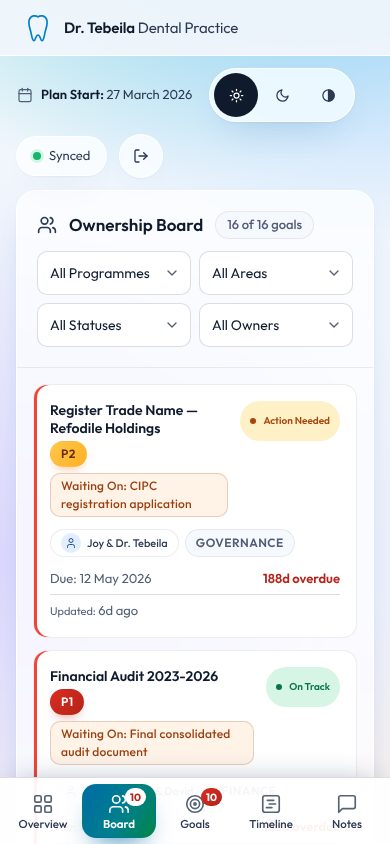 Dr. Tebeila Dental Practice
Plan Start: 27 March 2026
Synced
Ownership Board
16 of 16 goals
All Programmes
All Areas
All Statuses
All Owners
Register Trade Name —
Refodile Holdings
Action Needed
P2
Waiting On: CIPC
registration application
Joy & Dr. Tebeila
GOVERNANCE
Due: 12 May 2026
188d overdue
Updated: 6d ago
Financial Audit 2023-2026
On Track
P1
Waiting On: Final consolidated
audit document
FINANCE
overdue
Overview
Board
10
Goals
10
Timeline
Notes